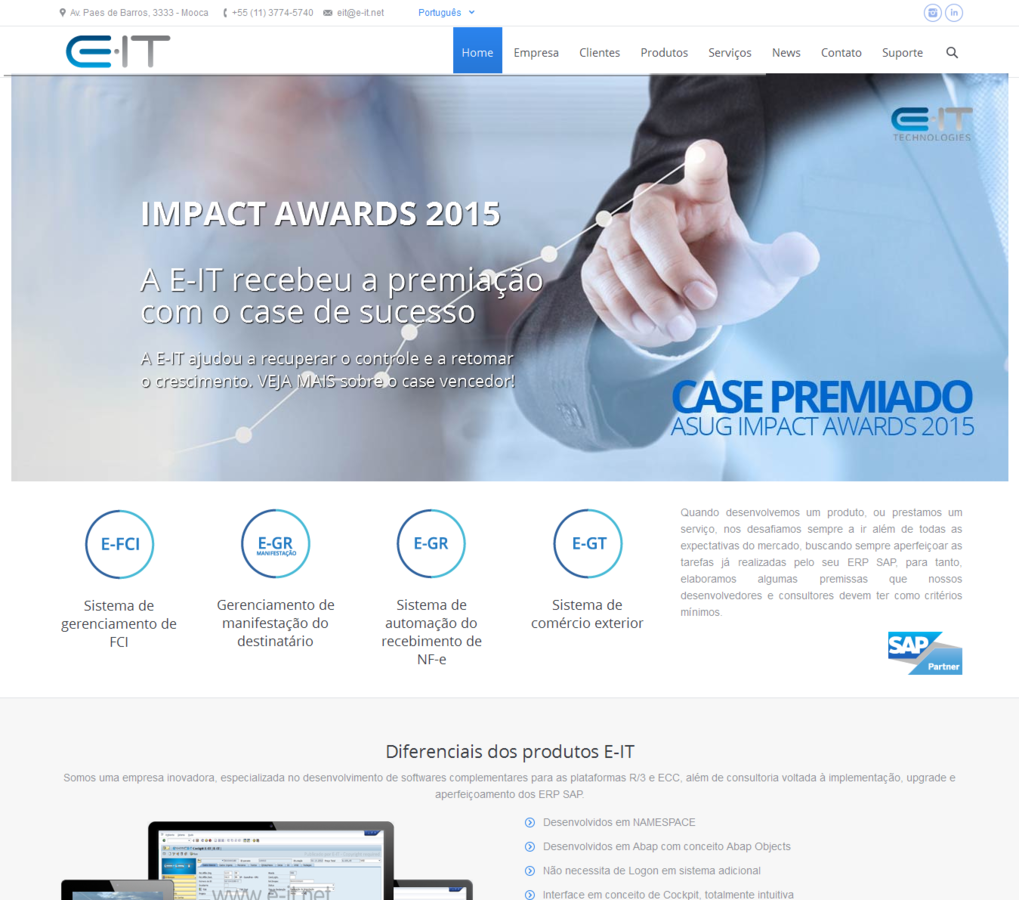 Av. Paes de Barros, 3333 - Mooca +55 (11) 3774-5740 eit@e-it.net Português
in
E·IT
Home Empresa Clientes Produtos Serviços News Contato Suporte
E·IT
TECHNOLOGIES
IMPACT AWARDS 2015
A E-IT recebeu a premiação
com o case de sucesso
A E-IT ajudou a recuperar o controle e a retomar
o crescimento. VEJA MAIS sobre o case vencedor!
CASE PREMIADO
ASUG IMPACT AWARDS 2015
E-FCI
Sistema de
gerenciamento de
FCI
E-GR
MANIFESTAÇÃO
Gerenciamento de
manifestação do
destinatário
E-GR
Sistema de
automação do
recebimento de
NF-e
E-GT
Sistema de
comércio exterior
Quando desenvolvemos um produto, ou prestamos um
serviço, nos desafiamos sempre a ir além de todas as
expectativas do mercado, buscando sempre aperfeiçoar as
tarefas já realizadas pelo seu ERP SAP, para tanto,
elaboramos algumas premissas que nossos
desenvolvedores e consultores devem ter como critérios
mínimos.
SAP
Partner
Diferenciais dos produtos E-IT
Somos uma empresa inovadora, especializada no desenvolvimento de softwares complementares para as plataformas R/3 e ECC, além de consultoria voltada à implementação, upgrade e
aperfeiçoamento dos ERP SAP.
Desenvolvidos em NAMESPACE
Desenvolvidos em Abap com conceito Abap Objects
Não necessita de Logon em sistema adicional
Interface em conceito de Cockpit, totalmente intuitiva
www.e-it.net